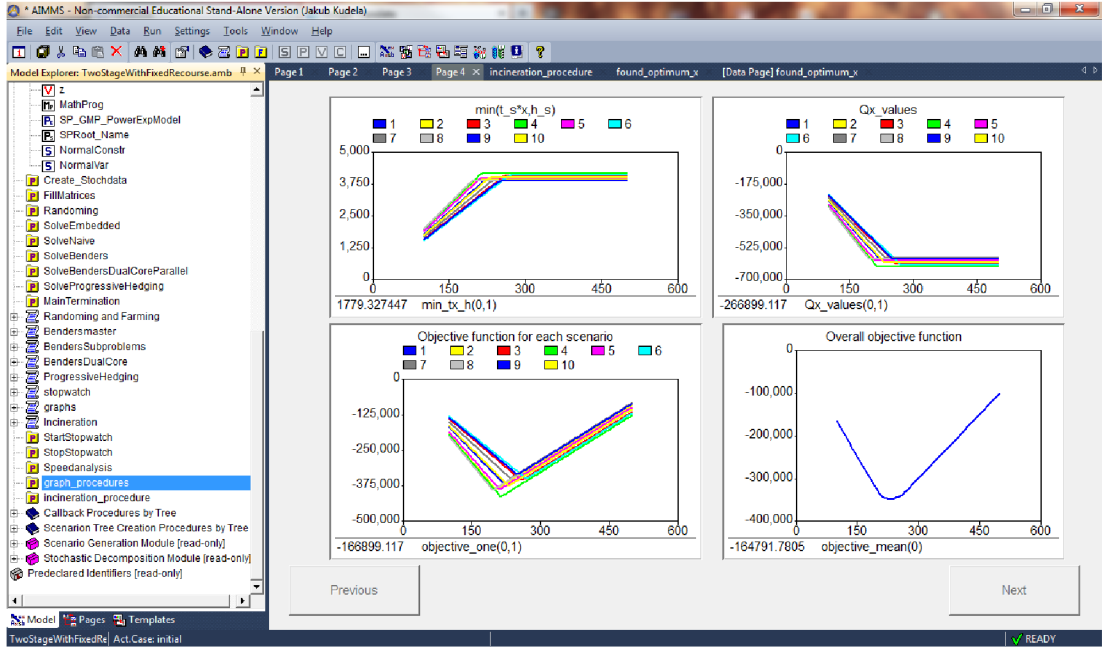 * AIMMS - Non-commercial Educational Stand-Alone Version (Jakub Kudela)
File Edit View Data Run Settings Tools Window Help
S P V C ... ?
Model Explorer: TwoStageWithFixedRecourse.amb
Page 1 Page 2 Page 3 Page 4 × incineration_procedure found_optimum_x [Data Page] found_optimum_x
V z
MathProg
SP_GMP_PowerExpModel
SPRoot_Name
S NormalConstr
S NormalVar
P Create_Stochdata
P FillMatrices
P Randoming
P SolveEmbedded
P SolveNaive
P SolveBenders
P SolveBendersDualCoreParallel
P SolveProgressiveHedging
P MainTermination
Randoming and Farming
Bendersmaster
BendersSubproblems
BendersDualCore
ProgressiveHedging
stopwatch
graphs
Incineration
P StartStopwatch
P StopStopwatch
P Speedanalysis
P graph_procedures
P incineration_procedure
Callback Procedures by Tree
Scenarion Tree Creation Procedures by Tree
Scenario Generation Module [read-only]
Stochastic Decomposition Module [read-only]
Predeclared Identifiers [read-only]
Model Pages Templates
min(t_s*x,h_s)
1 2 3 4 5 6
7 8 9 10
5,000
3,750
2,500
1,250
0
0 150 300 450 600
1779.327447 min_tx_h(0,1)
Qx_values
1 2 3 4 5
6 7 8 9 10
0
-175,000
-350,000
-525,000
-700,000
0 150 300 450 600
-266899.117 Qx_values(0,1)
Objective function for each scenario
1 2 3 4 5 6
7 8 9 10
0
-125,000
-250,000
-375,000
-500,000
0 150 300 450 600
-166899.117 objective_one(0,1)
Overall objective function
0
-100,000
-200,000
-300,000
-400,000
0 150 300 450 600
-164791.7805 objective_mean(0)
Previous
Next
TwoStageWithFixedRe Act.Case: initial READY